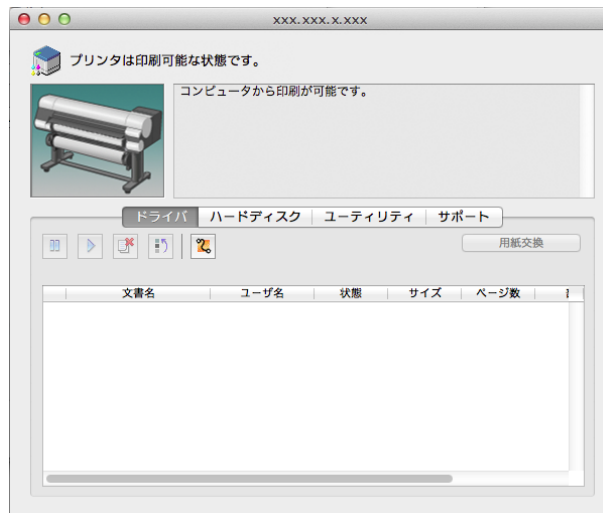 xxx.xxx.x.xxx
プリンタは印刷可能な状態です。
コンピュータから印刷が可能です。
ドライバ ハードディスク ユーティリティ サポート
用紙交換
文書名 ユーザ名 状態 サイズ ページ数